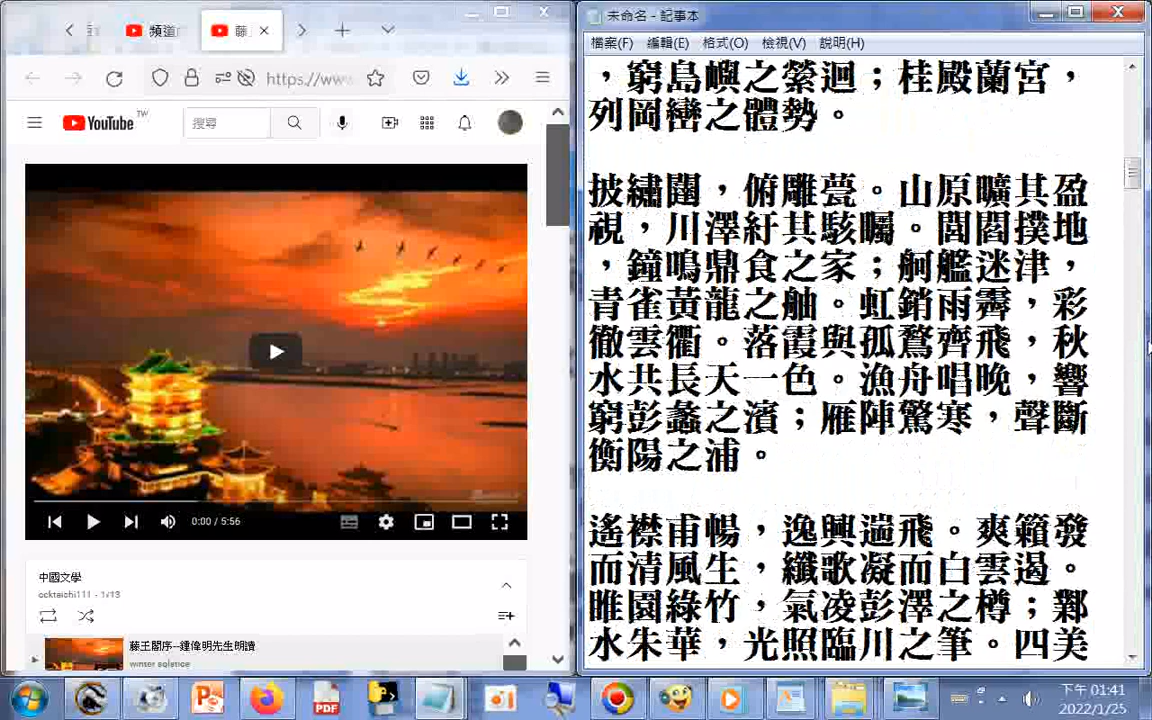 頻道
藤
https://www
YouTube TW
搜尋
0:00 / 5:56
中國文學
ocktaichi111 - 1/13
藤王閣序--鍾偉明先生朗讀
winter solstice
未命名 - 記事本
檔案(F) 編輯(E) 格式(O) 檢視(V) 說明(H)
，窮島嶼之縈迴；桂殿蘭宮，
列岡巒之體勢。
披繡闥，俯雕甍。山原曠其盈
視，川澤紆其駭矚。閭閻撲地
，鐘鳴鼎食之家；舸艦迷津，
青雀黃龍之舳。虹銷雨霽，彩
徹雲衢。落霞與孤鶩齊飛，秋
水共長天一色。漁舟唱晚，響
窮彭蠡之濱；雁陣驚寒，聲斷
衡陽之浦。
遙襟甫暢，逸興遄飛。爽籟發
而清風生，纖歌凝而白雲遏。
睢園綠竹，氣凌彭澤之樽；鄴
水朱華，光照臨川之筆。四美
PDF
下午 01:41
2022/1/25